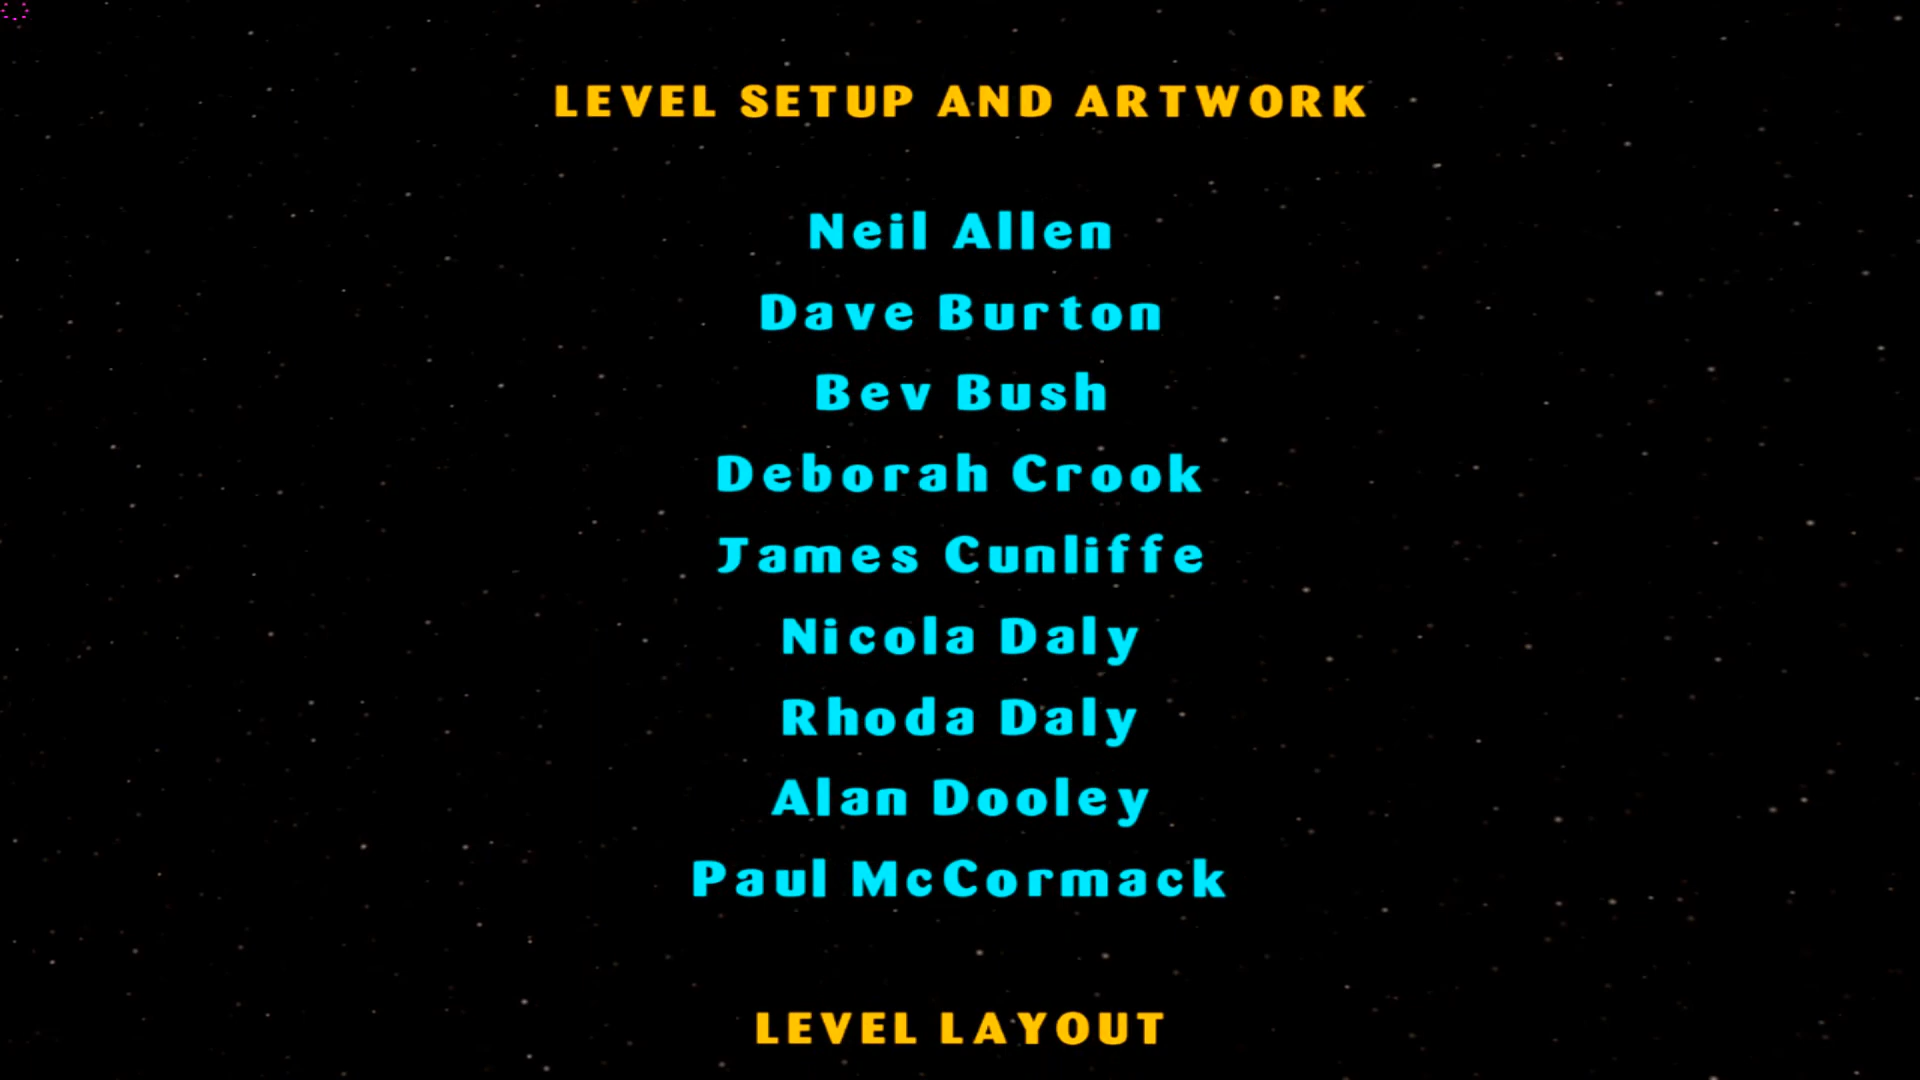 LEVEL SETUP AND ARTWORK
Neil Allen
Dave Burton
Bev Bush
Deborah Crook
James Cunliffe
Nicola Daly
Rhoda Daly
Alan Dooley
Paul McCormack
LEVEL LAYOUT